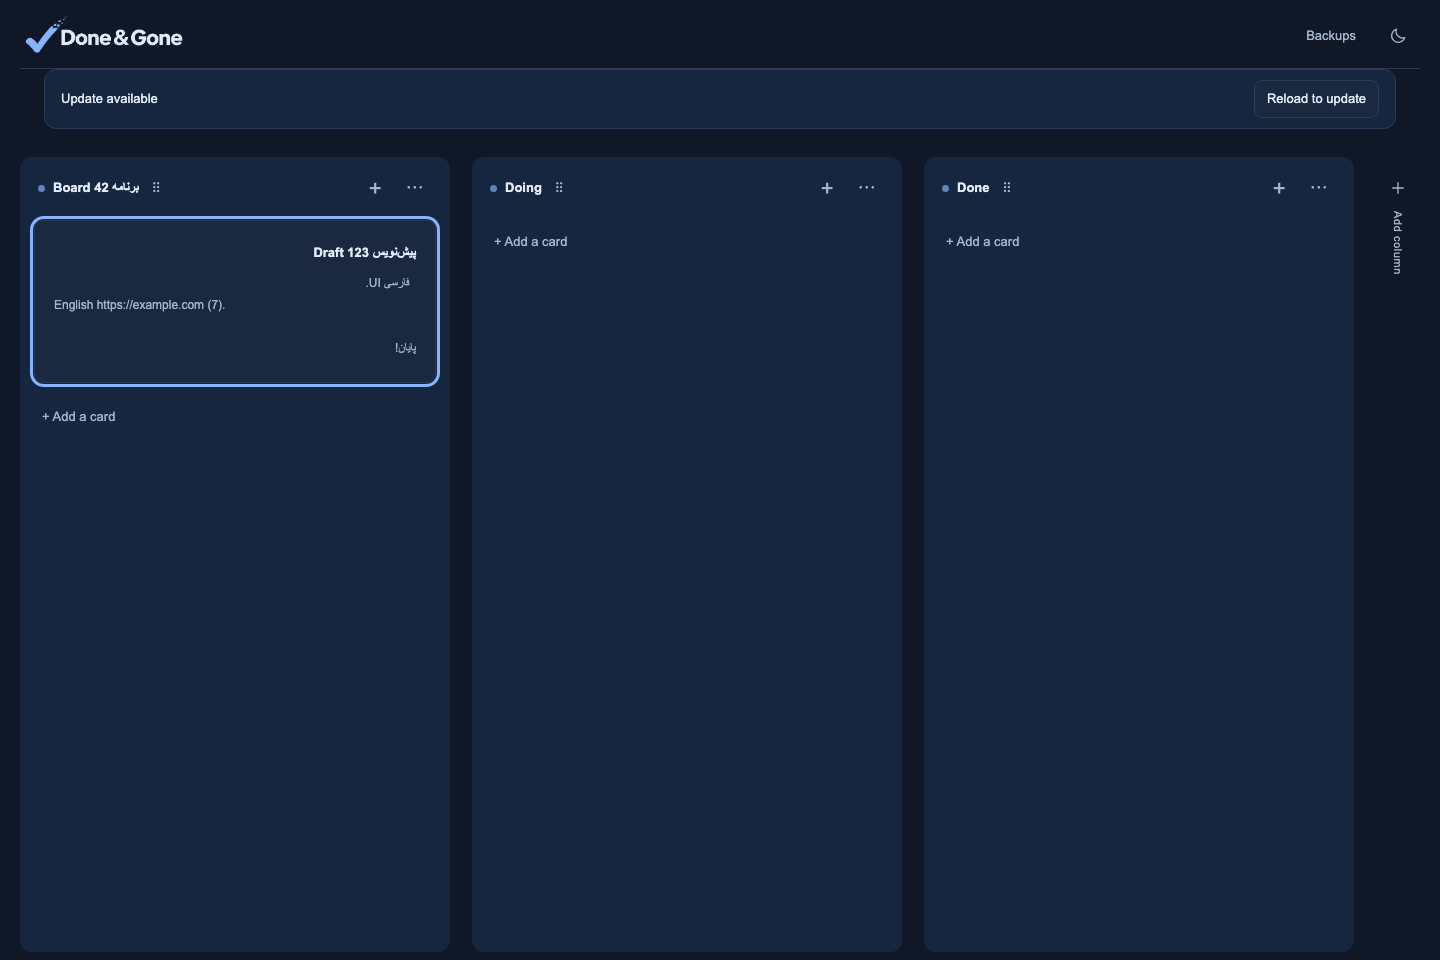 Done & Gone
Backups
Update available
Reload to update
Board 42 برنامه
پیش‌نویس Draft 123
فارسی UI.
English https://example.com (7).
پایان!
+ Add a card
Doing
+ Add a card
Done
+ Add a card
Add column